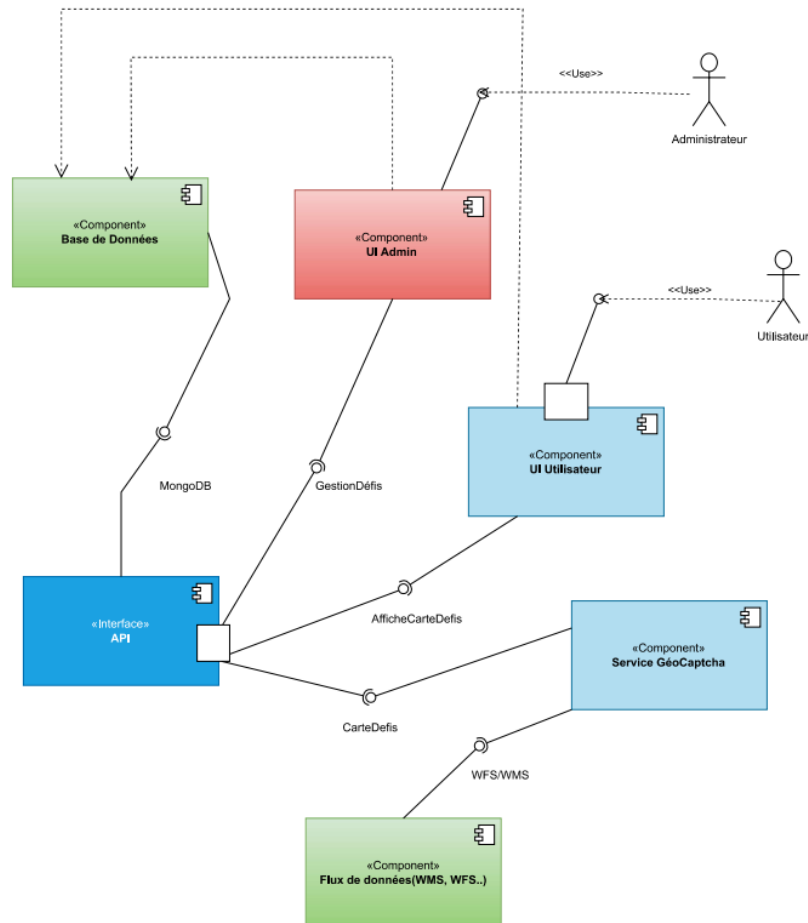 <<Use>>
Administrateur
«Component»
Base de Données
«Component»
UI Admin
<<Use>>
Utilisateur
«Component»
UI Utilisateur
MongoDB
GestionDéfis
«Interface»
API
AfficheCarteDefis
«Component»
Service GéoCaptcha
CarteDefis
WFS/WMS
«Component»
Flux de données(WMS, WFS..)